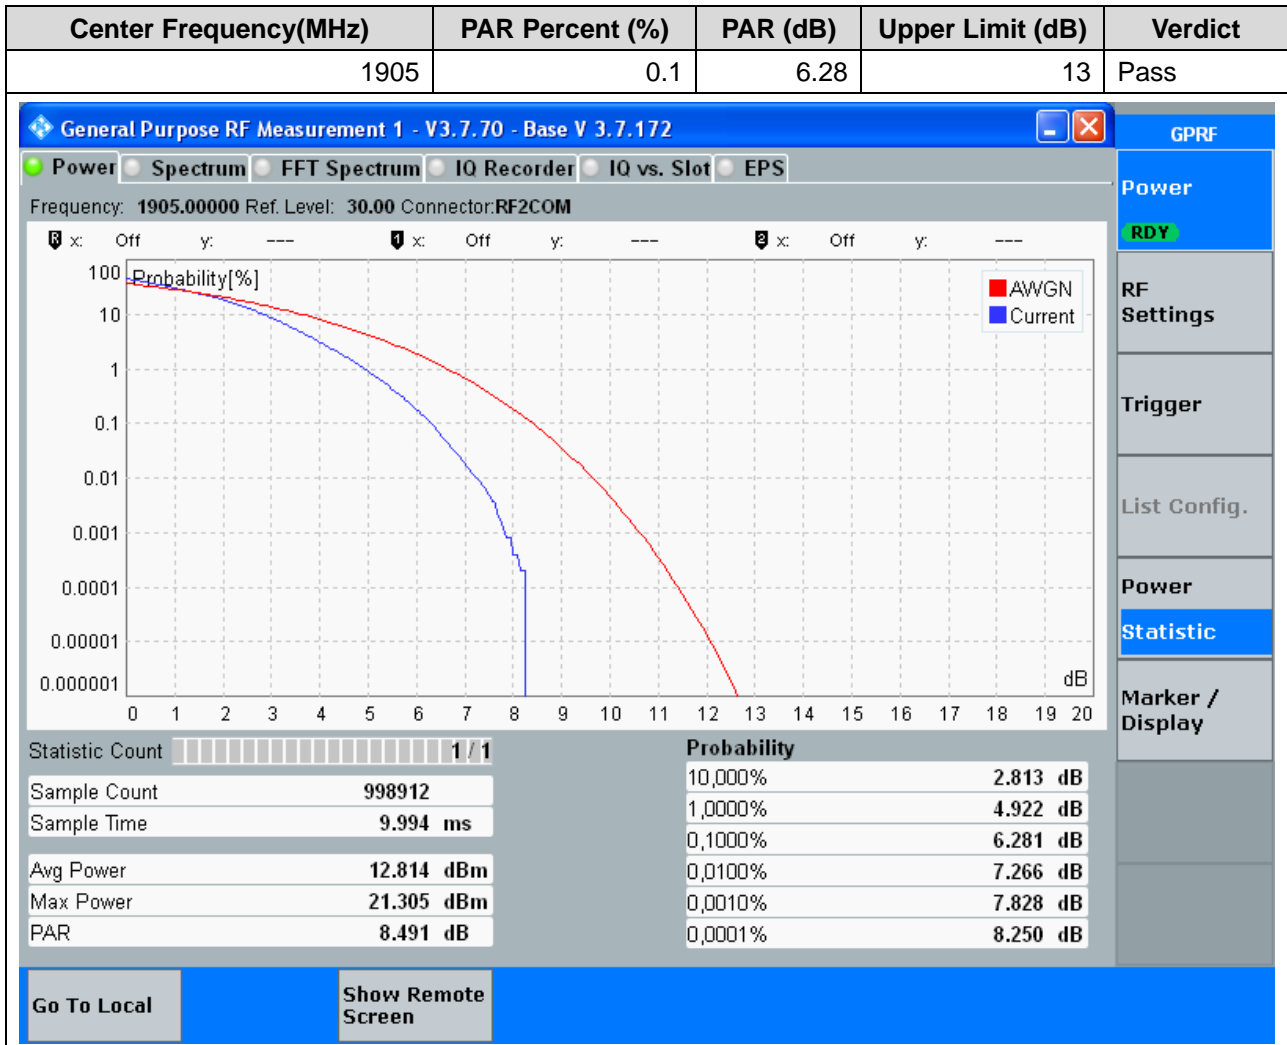 Center Frequency(MHz) PAR Percent (%) PAR (dB) Upper Limit (dB) Verdict
1905 0.1 6.28 13 Pass
General Purpose RF Measurement 1 - V3.7.70 - Base V 3.7.172
GPRF
Power Spectrum FFT Spectrum IQ Recorder IQ vs. Slot EPS
Power
RDY
Frequency: 1905.00000 Ref. Level: 30.00 Connector:RF2COM
R x: Off y: --- 1 x: Off y: --- 2 x: Off y: ---
Probability[%]
AWGN
Current
100
10
1
0.1
0.01
0.001
0.0001
0.00001
0.000001
dB
0 1 2 3 4 5 6 7 8 9 10 11 12 13 14 15 16 17 18 19 20
RF
Settings
Trigger
List Config.
Power
Statistic
Marker /
Display
Statistic Count 1 / 1
Sample Count 998912
Sample Time 9.994 ms
Avg Power 12.814 dBm
Max Power 21.305 dBm
PAR 8.491 dB
Probability
10,000% 2.813 dB
1,0000% 4.922 dB
0,1000% 6.281 dB
0,0100% 7.266 dB
0,0010% 7.828 dB
0,0001% 8.250 dB
Go To Local
Show Remote
Screen